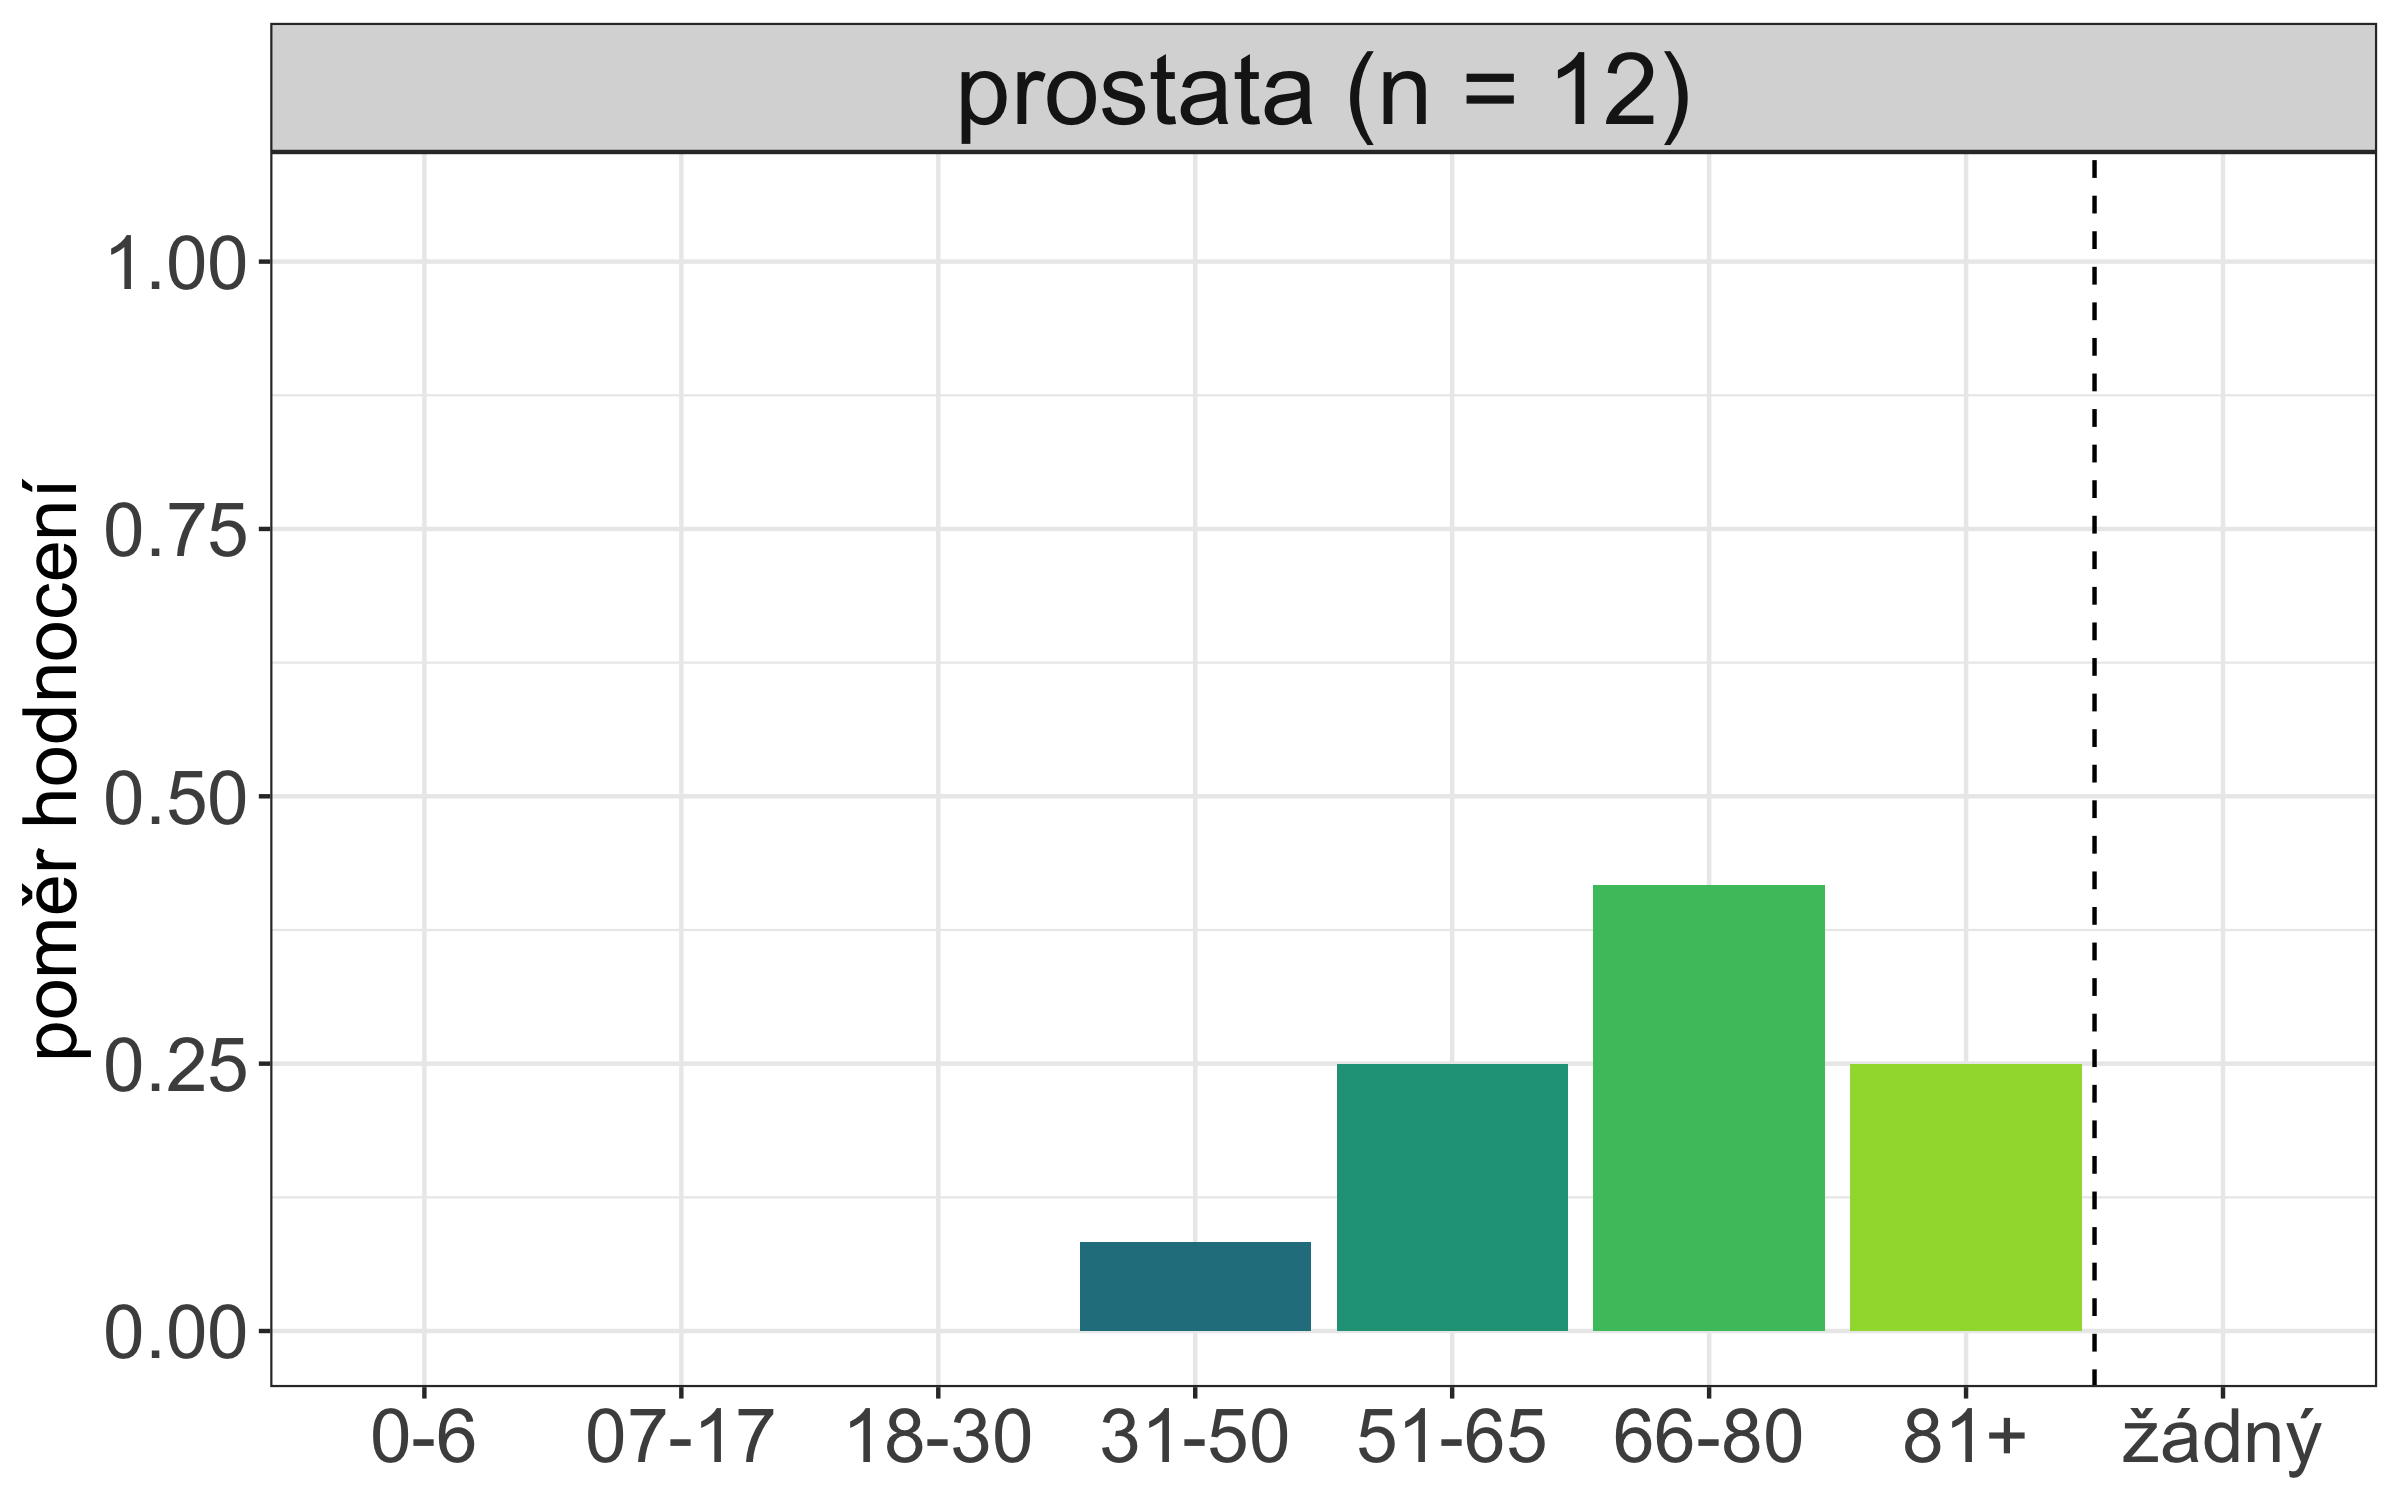 prostata (n = 12)
poměr hodnocení
1.00
0.75
0.50
0.25
0.00
0-6 07-17 18-30 31-50 51-65 66-80 81+ žádný